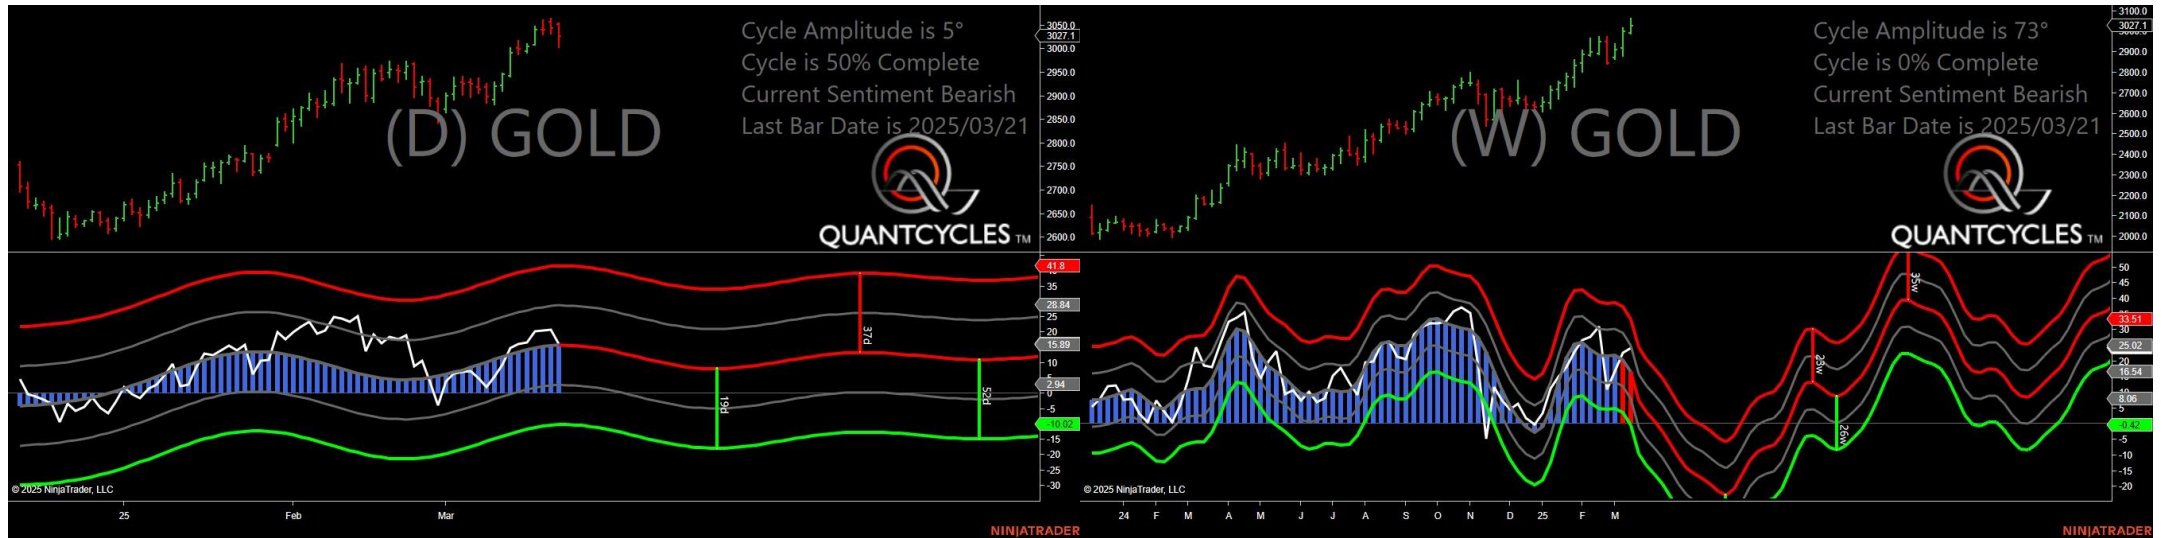 Cycle Amplitude is 5°
Cycle is 50% Complete
Current Sentiment Bearish
Last Bar Date is 2025/03/21
(D) GOLD
QUANTCYCLES TM
3050.0
3027.1
3000.0
2950.0
2900.0
2850.0
2800.0
2750.0
2700.0
2650.0
2600.0
41.8
35
28.84
25
20
15.89
10
2.94
0
-5
-10.02
-15
-20
-25
-30
19d
37d
52d
© 2025 NinjaTrader, LLC
25 Feb Mar
NINJATRADER
Cycle Amplitude is 73°
Cycle is 0% Complete
Current Sentiment Bearish
Last Bar Date is 2025/03/21
(W) GOLD
QUANTCYCLES TM
3100.0
3027.1
2900.0
2800.0
2700.0
2600.0
2500.0
2400.0
2300.0
2200.0
2100.0
2000.0
50
45
40
33.51
30
25.02
20
16.54
8.06
5
-0.42
-5
-10
-15
-20
25w
26w
35w
© 2025 NinjaTrader, LLC
24 F M A M J J A S O N D 25 F M
NINJATRADER